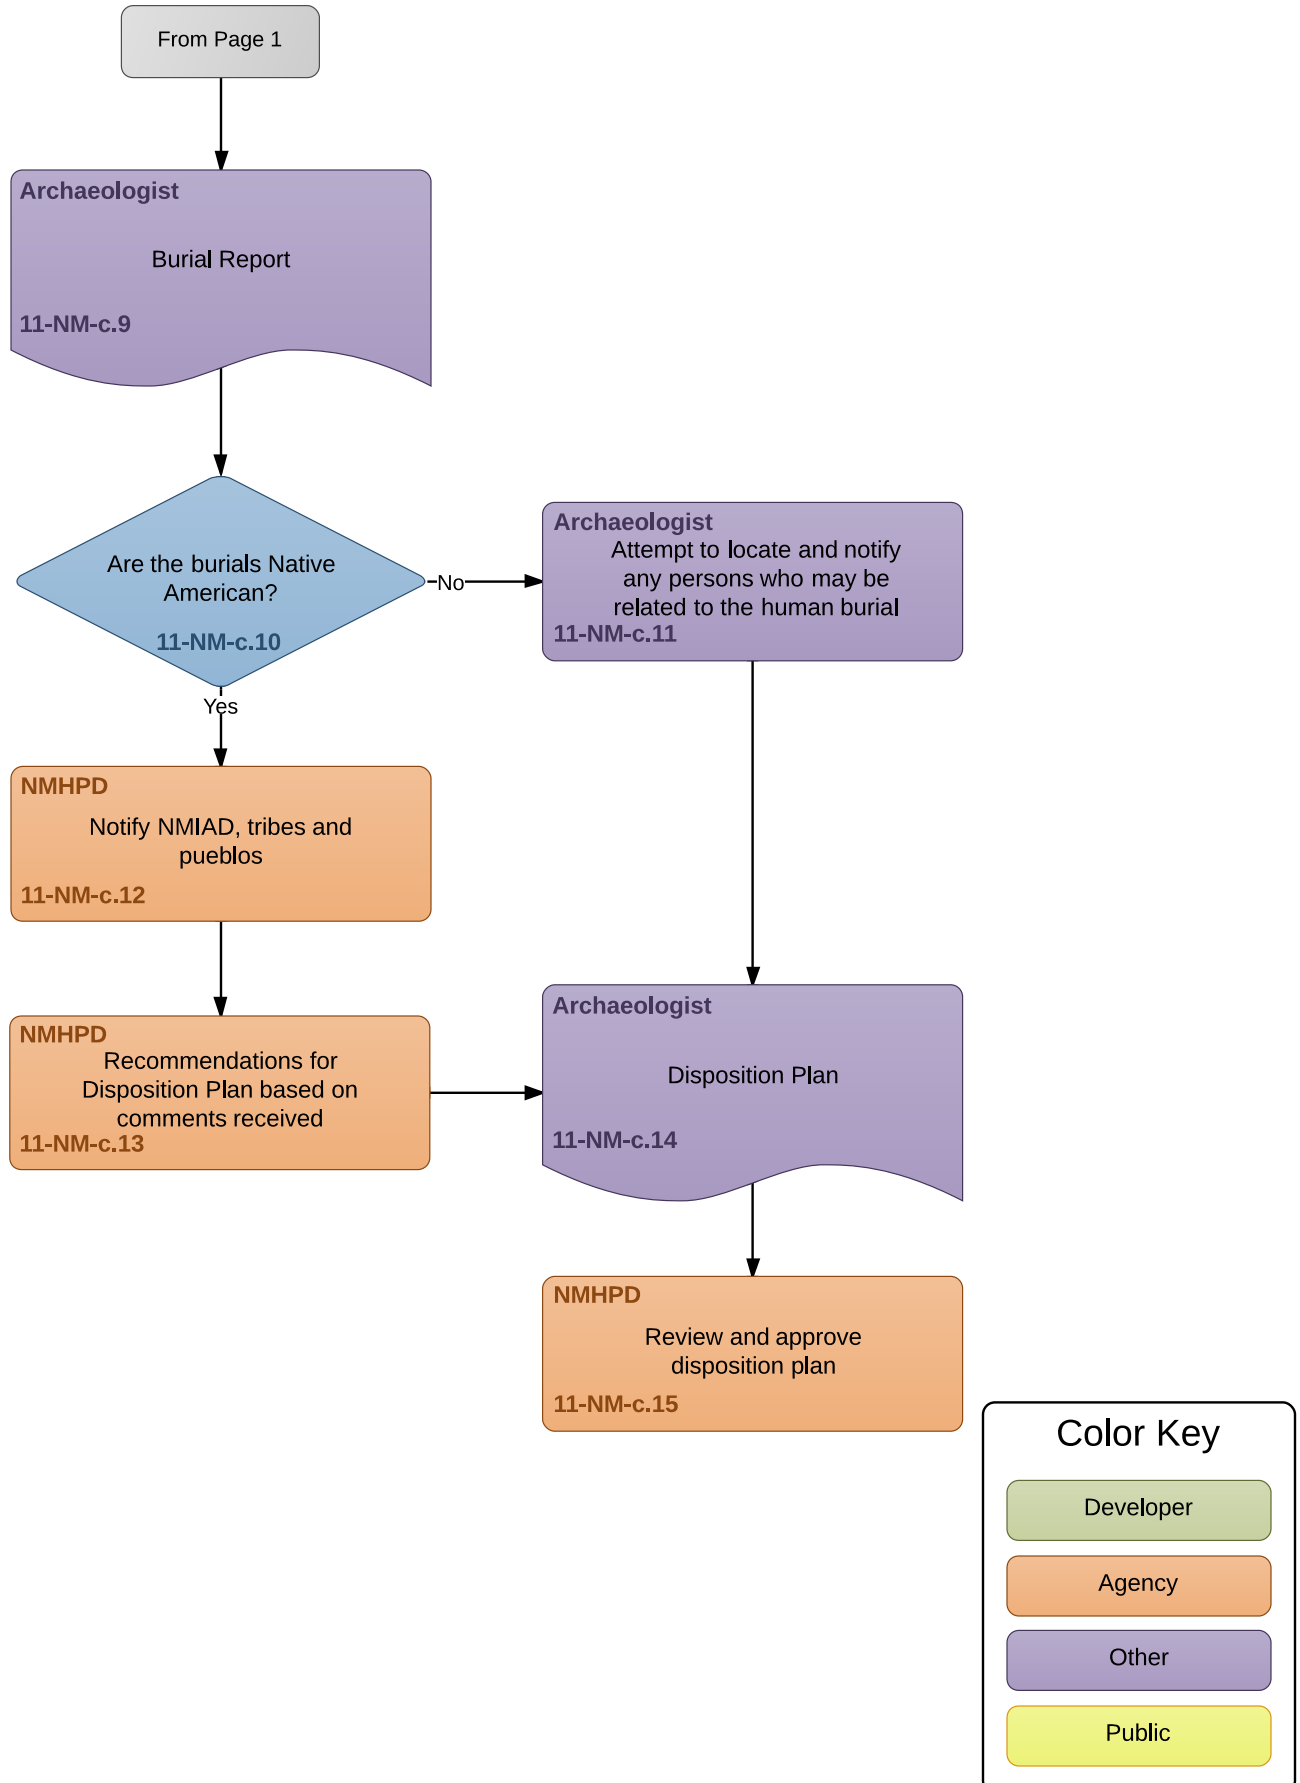 From Page 1
Archaeologist
Burial Report
11-NM-c.9
Are the burials Native
American?
11-NM-c.10
No
Archaeologist
Attempt to locate and notify
any persons who may be
related to the human burial
11-NM-c.11
Yes
NMHPD
Notify NMIAD, tribes and
pueblos
11-NM-c.12
NMHPD
Recommendations for
Disposition Plan based on
comments received
11-NM-c.13
Archaeologist
Disposition Plan
11-NM-c.14
NMHPD
Review and approve
disposition plan
11-NM-c.15
Color Key
Developer
Agency
Other
Public